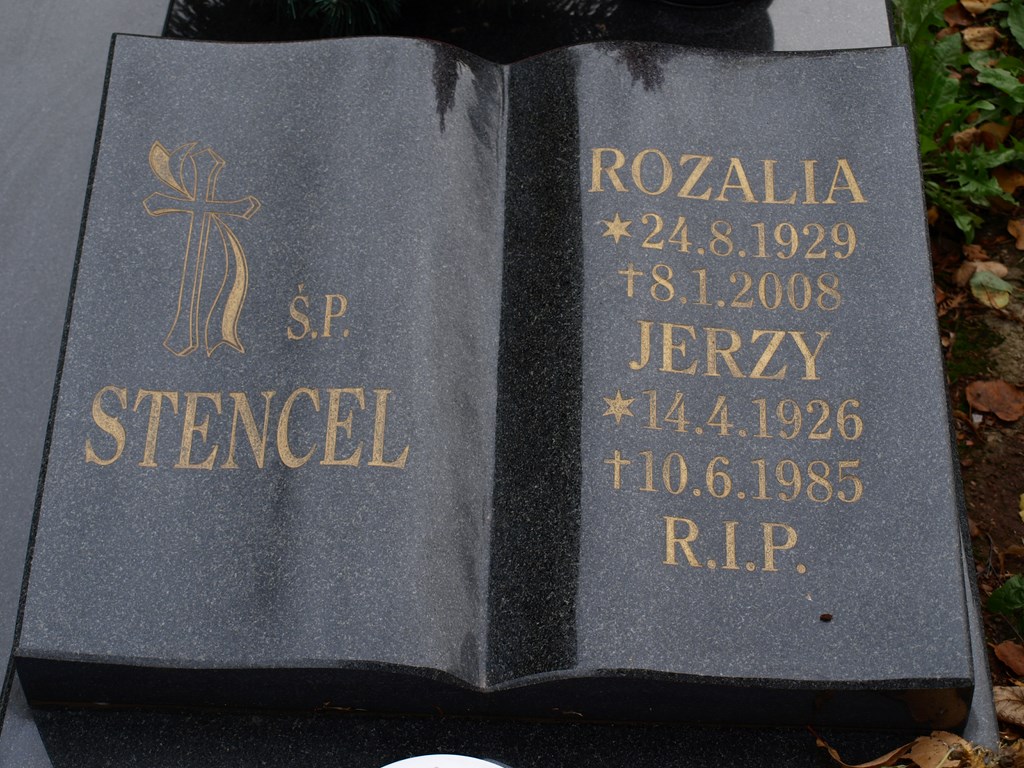 Ś.P.
STENCEL
ROZALIA
*24.8.1929
†8.1.2008
JERZY
*14.4.1926
†10.6.1985
R.I.P.